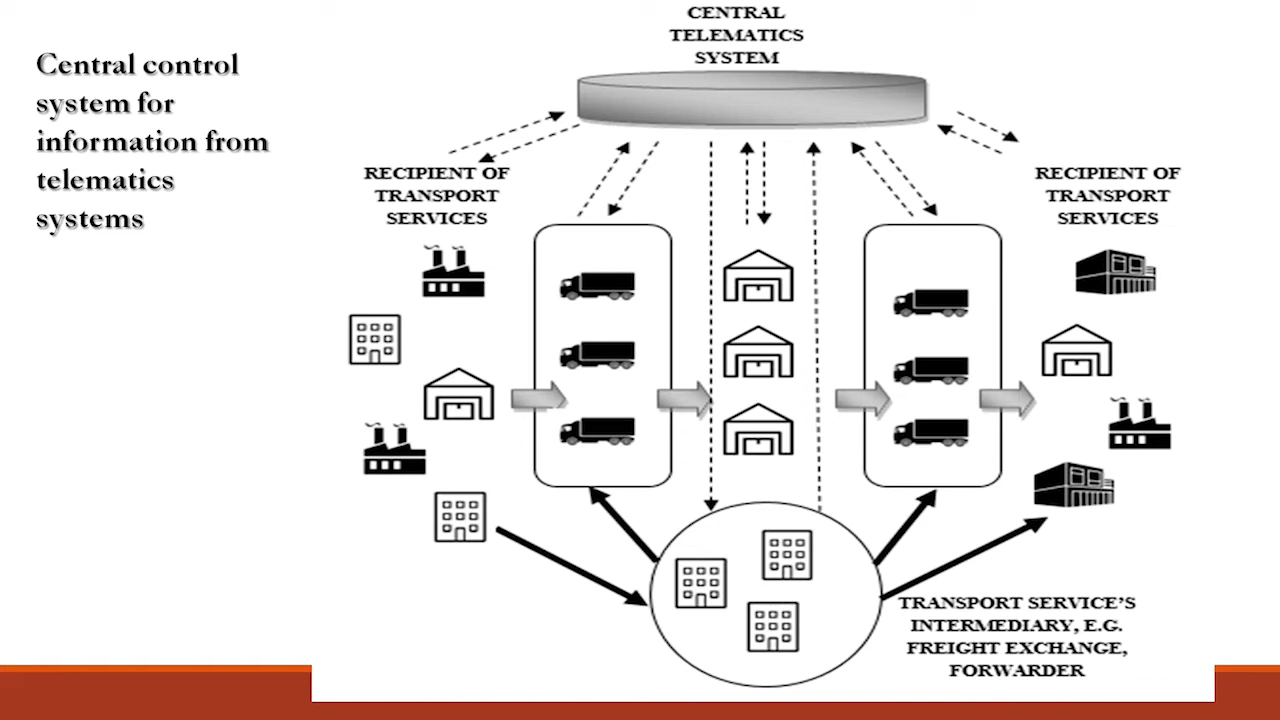 Central control
system for
information from
telematics
systems
CENTRAL
TELEMATICS
SYSTEM
RECIPIENT OF
TRANSPORT
SERVICES
RECIPIENT OF
TRANSPORT
SERVICES
TRANSPORT SERVICE'S
INTERMEDIARY, E.G.
FREIGHT EXCHANGE,
FORWARDER